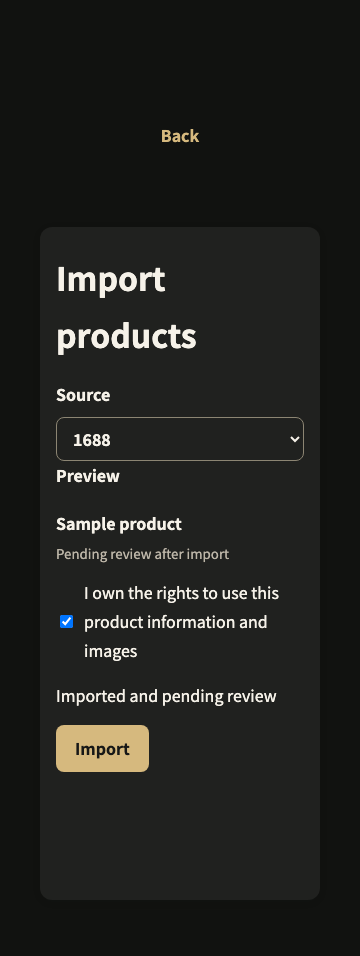 Back
Import
products
Source
1688
Preview
Sample product
Pending review after import
I own the rights to use this
product information and
images
Imported and pending review
Import